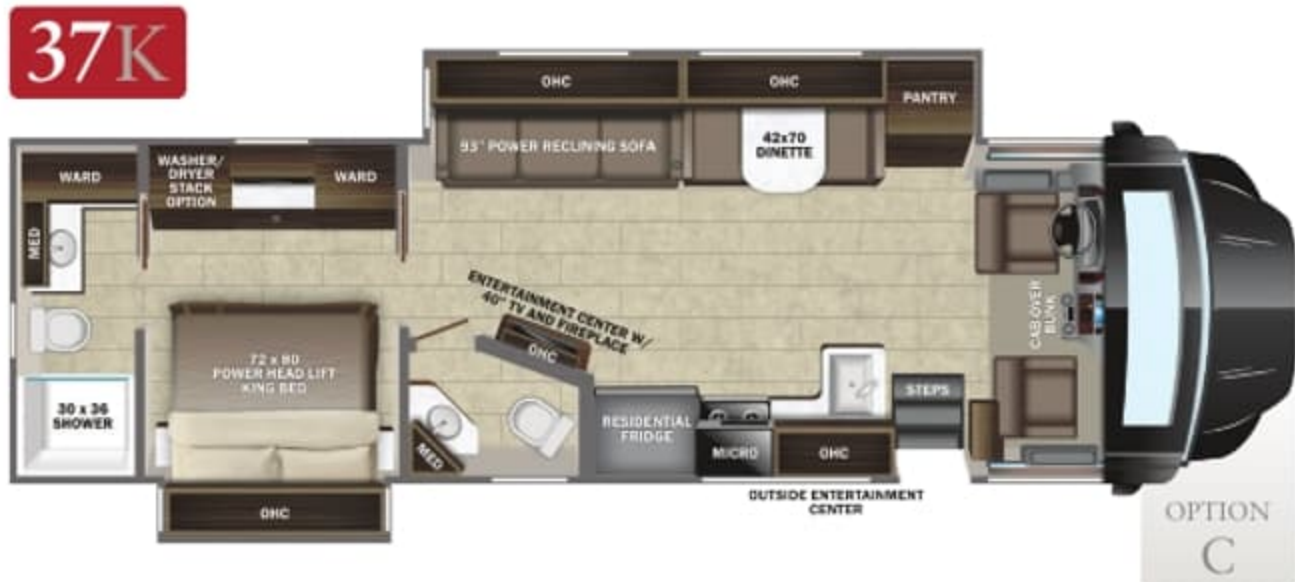 37K
OHC
OHC
PANTRY
93" POWER RECLINING SOFA
42x70
DINETTE
WARD
WASHER/
DRYER
STACK
OPTION
WARD
MED
ENTERTAINMENT CENTER W/
40" TV AND FIREPLACE
OHC
CAB OVER
BUNK
72 x 80
POWER HEAD LIFT
KING BED
30 x 36
SHOWER
MED
RESIDENTIAL
FRIDGE
MICRO
OHC
STEPS
OUTSIDE ENTERTAINMENT
CENTER
OHC
OPTION
C